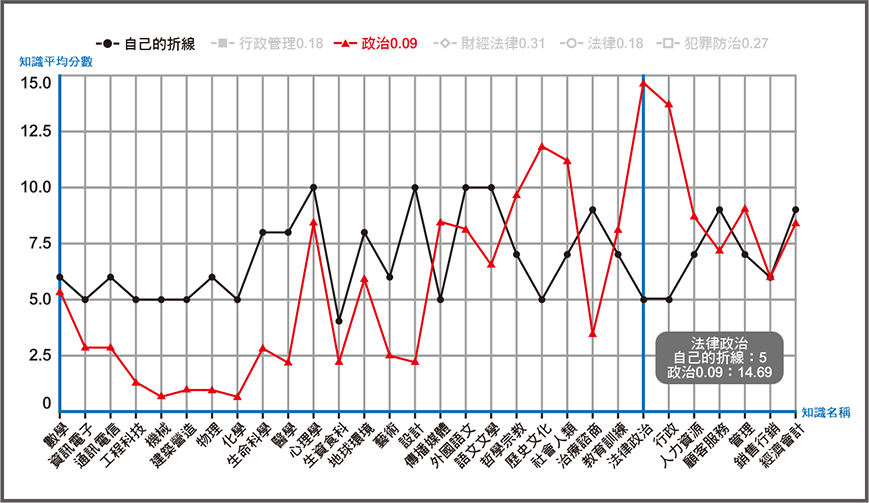 自己的折線 行政管理0.18 政治0.09 財經法律0.31 法律0.18 犯罪防治0.27
知識平均分數
15.0
12.5
10.0
7.5
5.0
2.5
0
法律政治
自己的折線：5
政治0.09：14.69
知識名稱
數學
資訊電子
通訊電信
工程科技
機械
建築營造
物理
化學
生命科學
醫學
心理學
生資食科
地球環境
藝術
設計
傳播媒體
外國語文
語文文學
哲學宗教
歷史文化
社會人類
治療諮商
教育訓練
法律政治
行政
人力資源
顧客服務
管理
銷售行銷
經濟會計